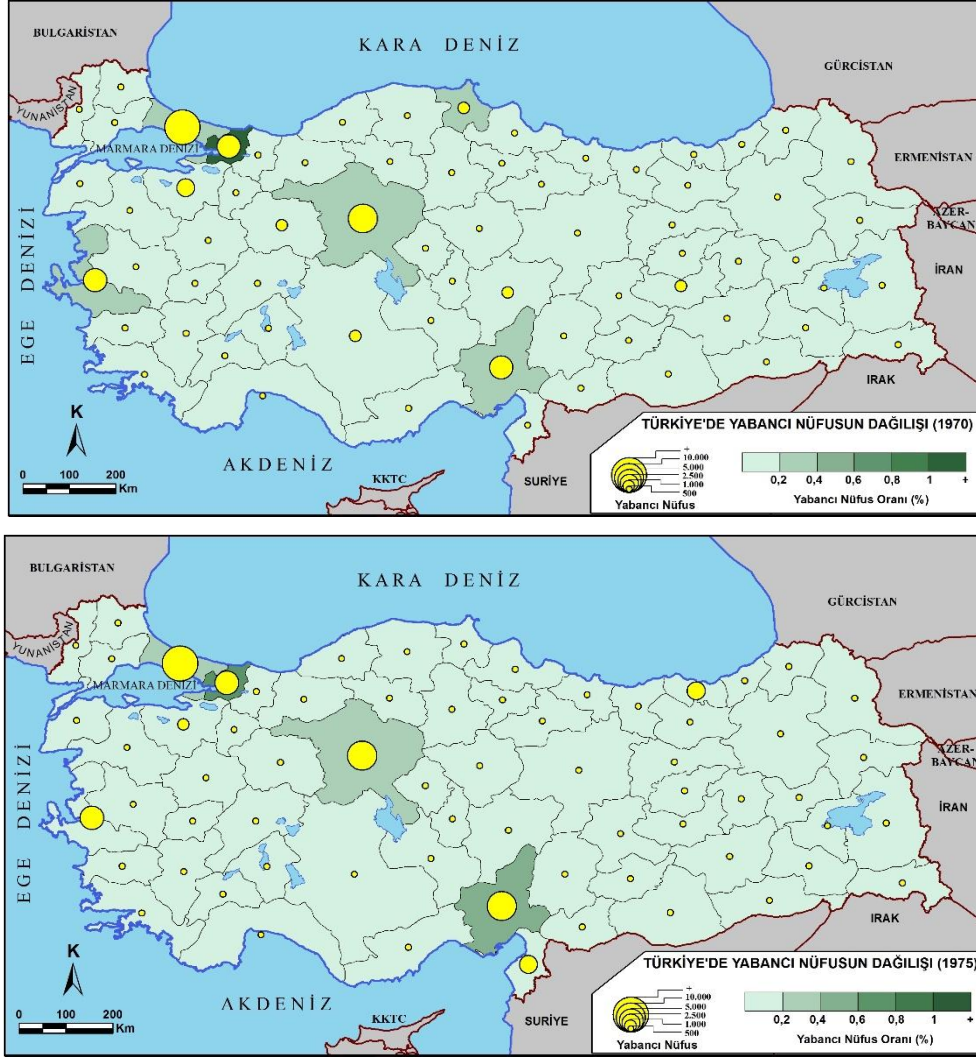 BULGARİSTAN
KARA DENİZ
GÜRCİSTAN
YUNANİSTAN
MARMARA DENİZİ
ERMENİSTAN
AZER-
BAYCAN
İRAN
EGE DENİZİ
K
0 50 100 200
Km
AKDENİZ
KKTC
SURİYE
IRAK
TÜRKİYE'DE YABANCI NÜFUSUN DAĞILIŞI (1970)
+
10.000
5.000
2.500
1.000
500
Yabancı Nüfus
0,2 0,4 0,6 0,8 1 +
Yabancı Nüfus Oranı (%)
BULGARİSTAN
KARA DENİZ
GÜRCİSTAN
YUNANİSTAN
MARMARA DENİZİ
ERMENİSTAN
AZER-
BAYCAN
İRAN
EGE DENİZİ
K
0 50 100 200
Km
AKDENİZ
KKTC
SURİYE
IRAK
TÜRKİYE'DE YABANCI NÜFUSUN DAĞILIŞI (1975)
+
10.000
5.000
2.500
1.000
500
Yabancı Nüfus
0,2 0,4 0,6 0,8 1 +
Yabancı Nüfus Oranı (%)